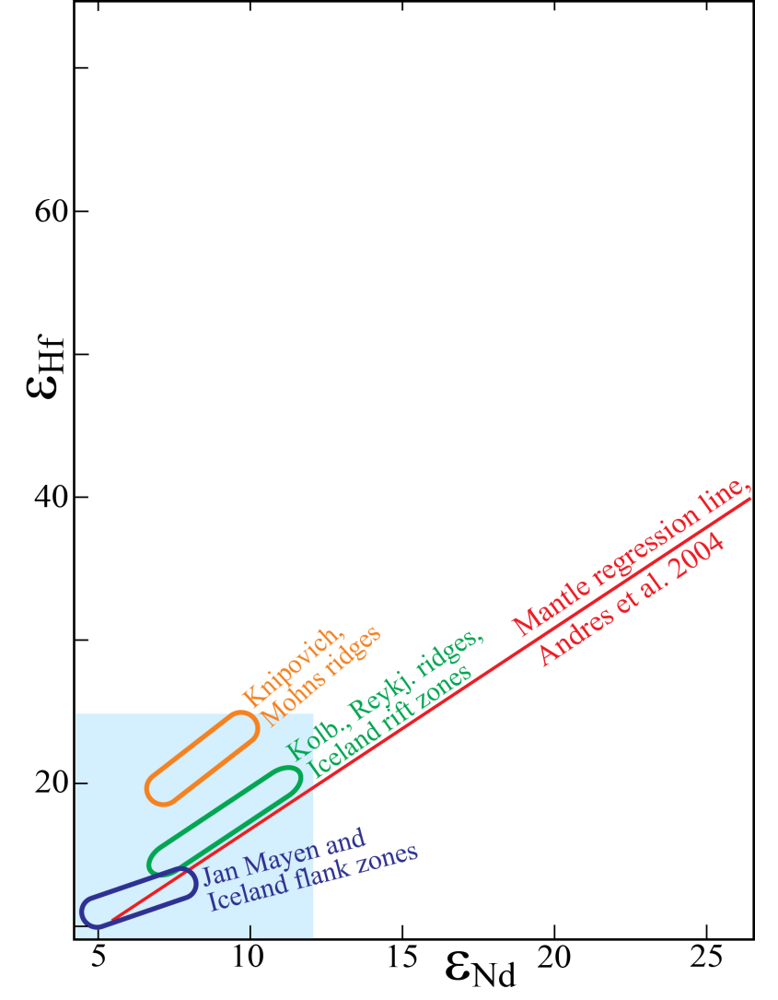 60
εHf
40
Mantle regression line,
Andres et al. 2004
Knipovich,
Mohns ridges
Kolb., Reykj. ridges,
Iceland rift zones
20
Jan Mayen and
Iceland flank zones
5
10
15
20
25
εNd